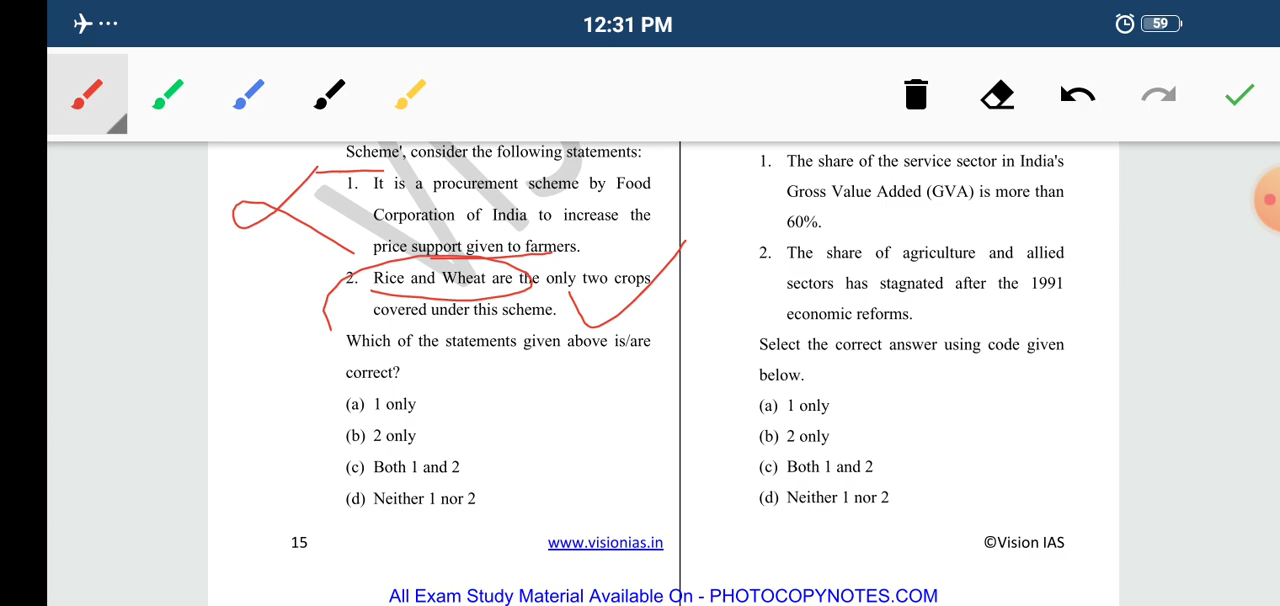 12:31 PM
59
Scheme', consider the following statements:
1. It is a procurement scheme by Food
Corporation of India to increase the
price support given to farmers.
2. Rice and Wheat are the only two crops
covered under this scheme.
Which of the statements given above is/are
correct?
(a) 1 only
(b) 2 only
(c) Both 1 and 2
(d) Neither 1 nor 2
1. The share of the service sector in India's
Gross Value Added (GVA) is more than
60%.
2. The share of agriculture and allied
sectors has stagnated after the 1991
economic reforms.
Select the correct answer using code given
below.
(a) 1 only
(b) 2 only
(c) Both 1 and 2
(d) Neither 1 nor 2
15
www.visionias.in
©Vision IAS
All Exam Study Material Available On - PHOTOCOPYNOTES.COM